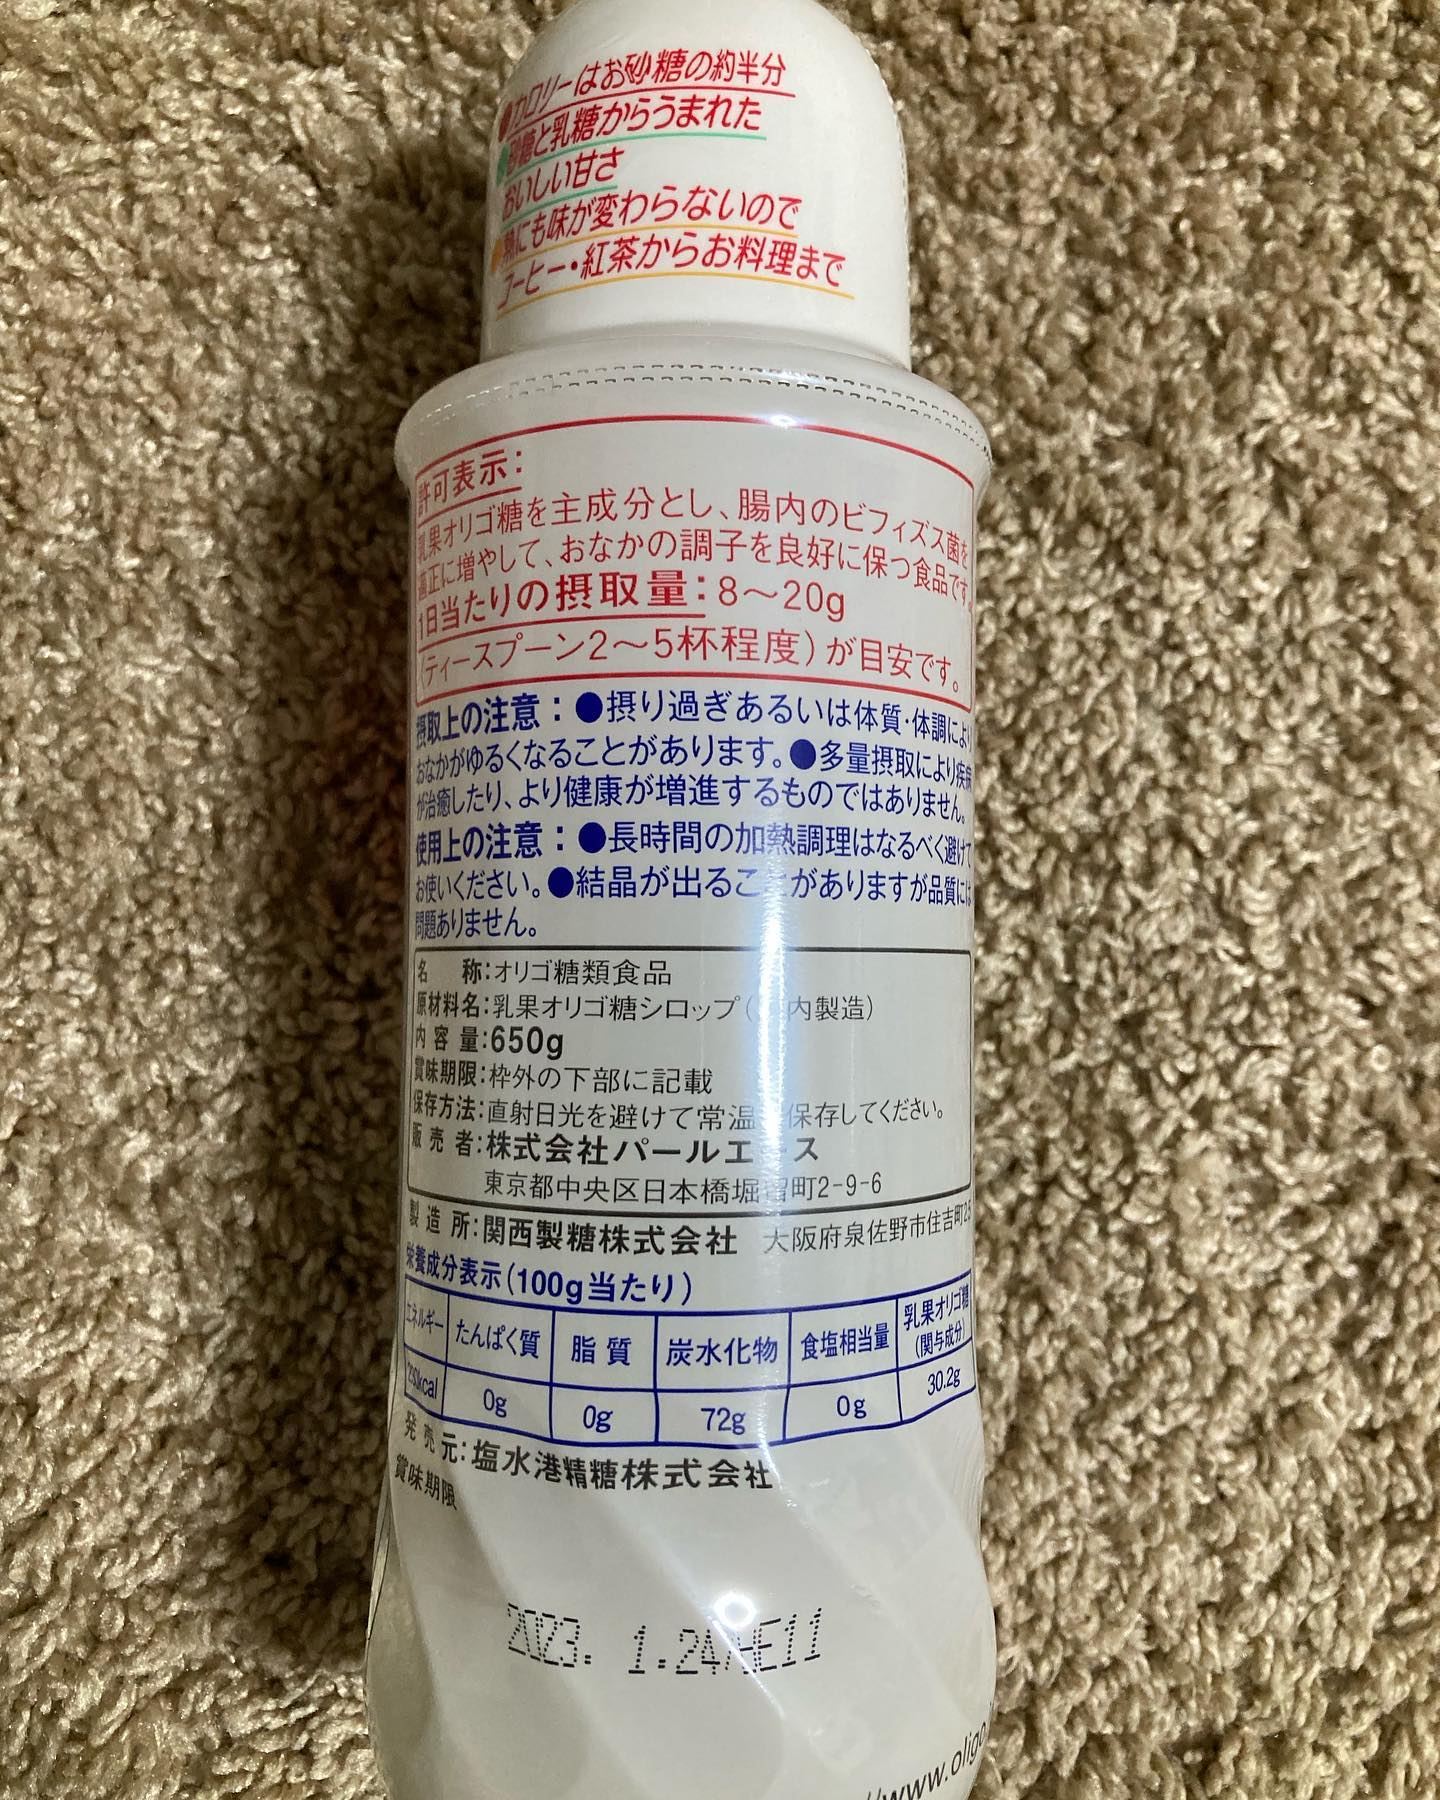 ●カロリーはお砂糖の約半分
●砂糖と乳糖からうまれた
おいしい甘さ
●熱にも味が変わらないので
コーヒー・紅茶からお料理まで
許可表示：
乳果オリゴ糖を主成分とし、腸内のビフィズス菌を
適正に増やして、おなかの調子を良好に保つ食品です。
1日当たりの摂取量：8〜20g
（ティースプーン2〜5杯程度）が目安です。
摂取上の注意：●摂り過ぎあるいは体質・体調により
おなかがゆるくなることがあります。●多量摂取により疾病
が治癒したり、より健康が増進するものではありません。
使用上の注意：●長時間の加熱調理はなるべく避けて
お使いください。●結晶が出ることがありますが品質には
問題ありません。
名称：オリゴ糖類食品
原材料名：乳果オリゴ糖シロップ（内製造）
内容量：650g
賞味期限：枠外の下部に記載
保存方法：直射日光を避けて常温 保存してください。
販売者：株式会社パールエース
東京都中央区日本橋堀留町2-9-6
製造所：関西製糖株式会社 大阪府泉佐野市住吉町25
栄養成分表示（100g当たり）
エネルギー たんぱく質 脂質 炭水化物 食塩相当量 乳果オリゴ糖
(関与成分)
0g 0g 72g 0g 30.2g
発売元：塩水港精糖株式会社
賞味期限
2023. 1.24/HE11
//www.oligo.